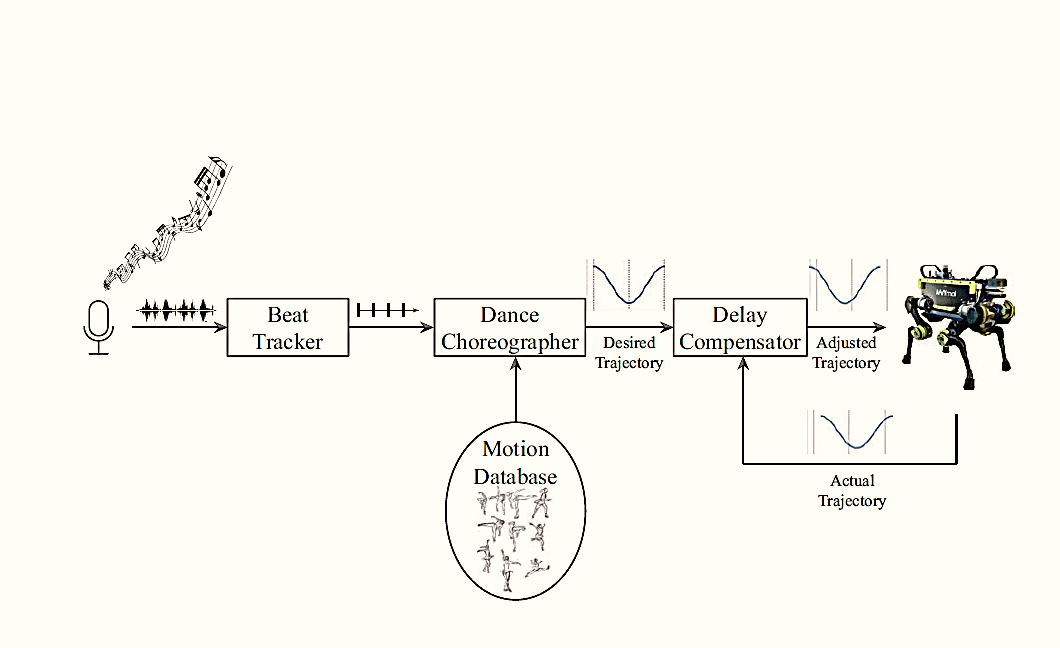 Beat
Tracker
Dance
Choreographer
Desired
Trajectory
Delay
Compensator
Adjusted
Trajectory
ANYmal
Motion
Database
Actual
Trajectory